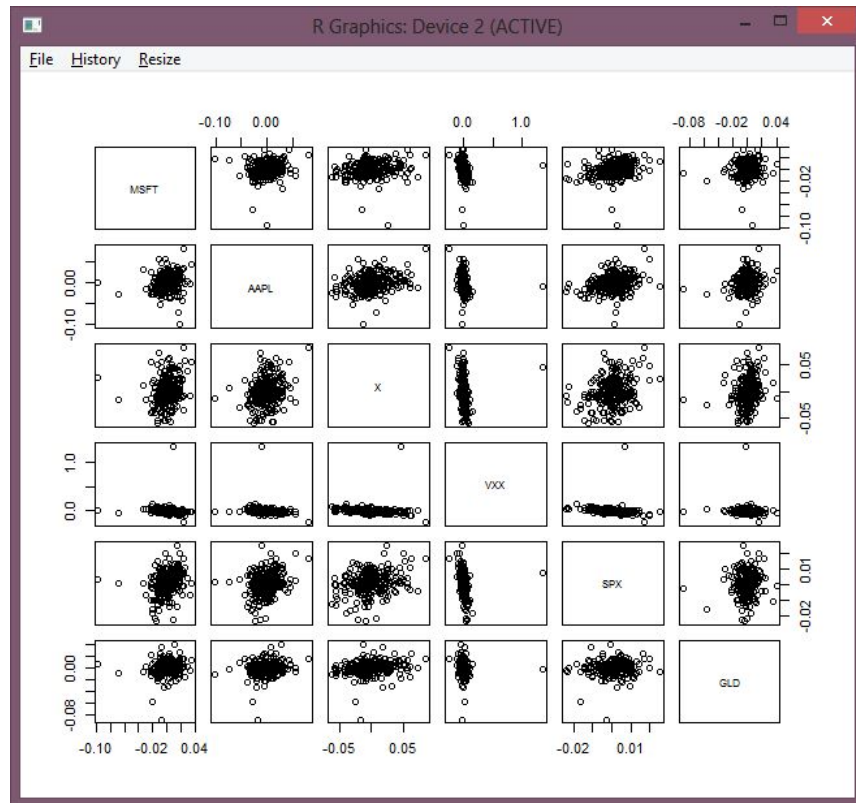 R Graphics: Device 2 (ACTIVE)
File History Resize
-0.10 0.00 0.0 1.0 -0.08 -0.02 0.04
MSFT
-0.10 -0.02
-0.10 0.00
AAPL
X
-0.05 0.05
0.0 1.0
VXX
SPX
-0.02 0.01
-0.08 0.00
GLD
-0.10 -0.02 0.04 -0.05 0.05 -0.02 0.01